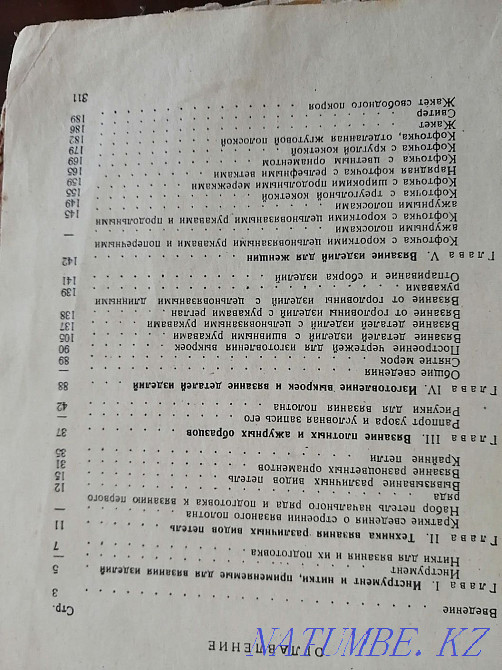 ОГЛАВЛЕНИЕ
Стр.
Введение . . . 3
Глава I. Инструмент и нитки, применяемые для вязания изделия 5
Инструмент . . . —
Нитки для вязания и их подготовка . . . 7
Глава II. Техника вязания различных видов петель . . . 11
Краткие сведения о строении вязаного полотна . . . —
Набор петель начального ряда и подготовка к вязанию первого
ряда . . . 12
Вывязывание различных видов петель . . . 15
Вязание разноцветных орнаментов . . . 31
Крайние петли . . . 35
Глава III. Вязание плотных и ажурных образцов . . . 37
Раппорт узора и условная запись его . . . —
Рисунки для вязания полотна . . . 42
Глава IV. Изготовление выкроек и вязание деталей изделий . . . 88
Общие сведения . . . —
Снятие мерок . . . 89
Построение чертежей для изготовления выкроек . . . 90
Вязание деталей изделий с вшивными рукавами . . . 105
Вязание деталей изделий с цельновязаными рукавами . . . 137
Вязание от горловины изделий с рукавами реглан . . . 138
Вязание от горловины изделий с цельновязаными длинными
рукавами . . . 139
Отпаривание и сборка изделий . . . 141
Глава V. Вязание изделий для женщин . . . 142
Кофточка с короткими цельновязаными рукавами и поперечными
ажурными полосками . . . —
Кофточка с короткими цельновязаными рукавами и продольными
ажурными полосками . . . 145
Кофточка с треугольной кокеткой . . . 149
Кофточка с широкими продольными мережками . . . 155
Нарядная кофточка с рельефными ветками . . . 159
Кофточка с цветным орнаментом . . . 165
Кофточка с круглой кокеткой . . . 169
Кофточка, отделанная жгутовой полоской . . . 179
Жакет . . . 182
Свитер . . . 186
Жакет свободного покроя . . . 189
311
NATUMBE.KZ